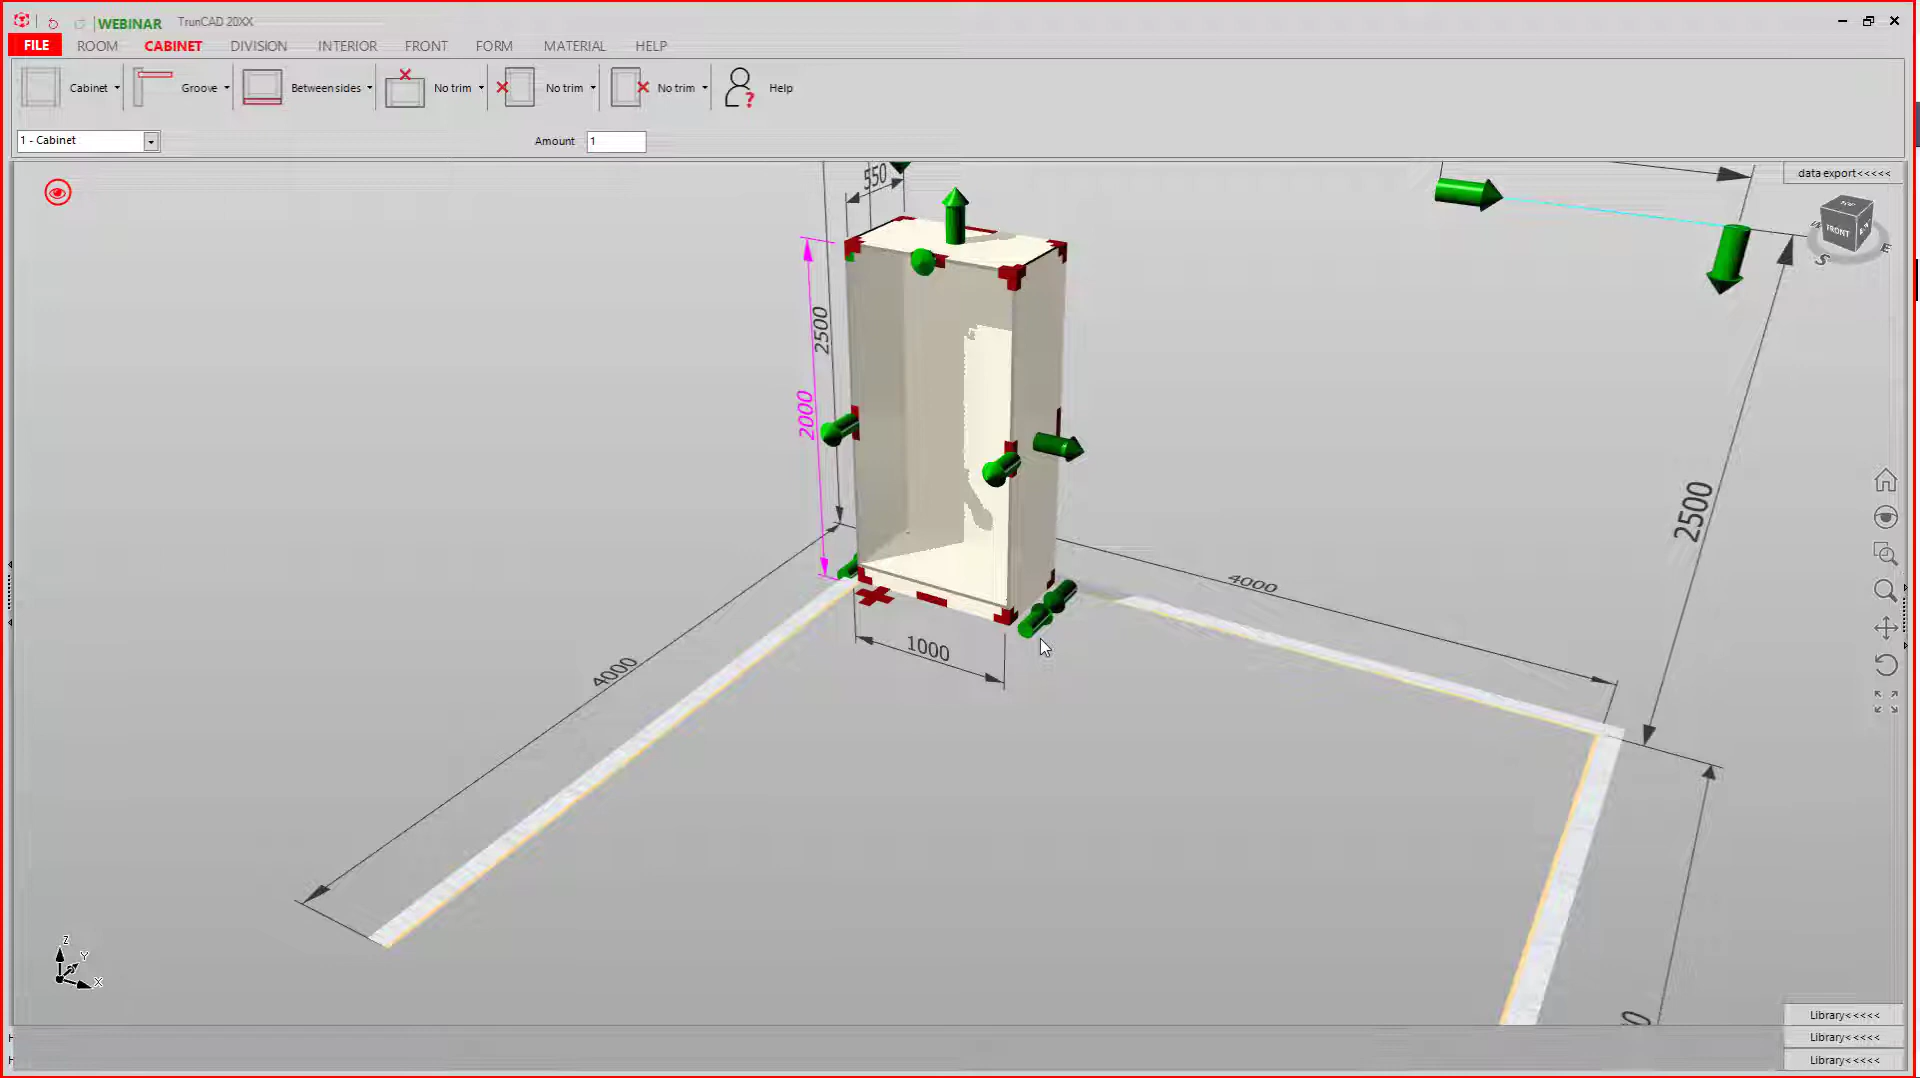 WEBINAR TrunCAD 20XX
FILE ROOM CABINET DIVISION INTERIOR FRONT FORM MATERIAL HELP
Cabinet Groove Between sides No trim No trim No trim Help
1 - Cabinet Amount 1
data export<<<<<
550
TOP
FRONT
S E
2500
2000
2500
4000
4000
1000
Z
Y
X
Library<<<<<
Library<<<<<
Library<<<<<